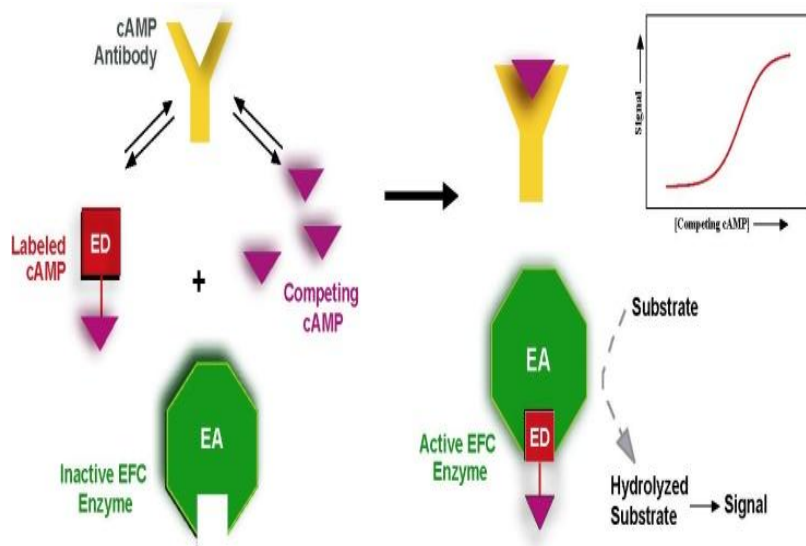 cAMP
Antibody
ED
Labeled
cAMP
+
Competing
cAMP
EA
Inactive EFC
Enzyme
Signal
[Competing cAMP]
EA
ED
Active EFC
Enzyme
Substrate
Hydrolyzed
Substrate
Signal